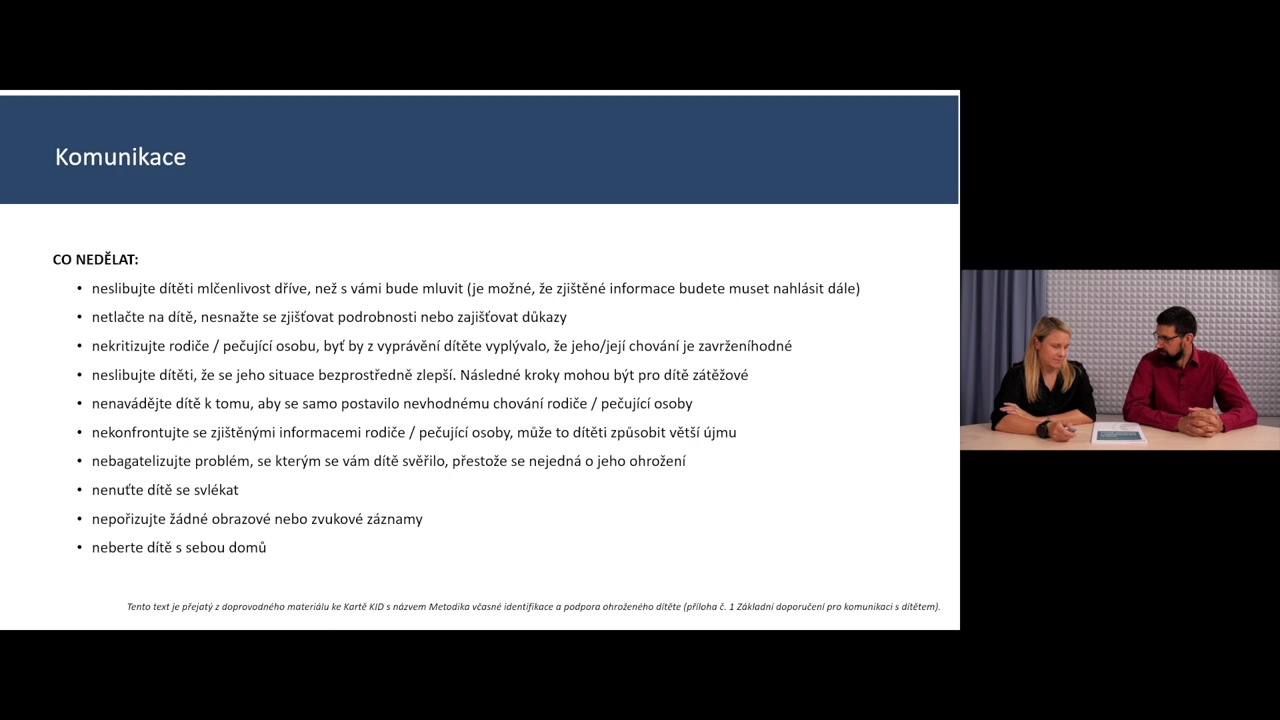 Komunikace
CO NEDĚLAT:
• neslibujte dítěti mlčenlivost dříve, než s vámi bude mluvit (je možné, že zjištěné informace budete muset nahlásit dále)
• netlačte na dítě, nesnažte se zjišťovat podrobnosti nebo zajišťovat důkazy
• nekritizujte rodiče / pečující osobu, byť by z vyprávění dítěte vyplývalo, že jeho/její chování je zavrženíhodné
• neslibujte dítěti, že se jeho situace bezprostředně zlepší. Následné kroky mohou být pro dítě zátěžové
• nenavádějte dítě k tomu, aby se samo postavilo nevhodnému chování rodiče / pečující osoby
• nekonfrontujte se zjištěnými informacemi rodiče / pečující osoby, může to dítěti způsobit větší újmu
• nebagatelizujte problém, se kterým se vám dítě svěřilo, přestože se nejedná o jeho ohrožení
• nenuťte dítě se svlékat
• nepořizujte žádné obrazové nebo zvukové záznamy
• neberte dítě s sebou domů
Tento text je přejatý z doprovodného materiálu ke Kartě KID s názvem Metodika včasné identifikace a podpora ohroženého dítěte (příloha č. 1 Základní doporučení pro komunikaci s dítětem).